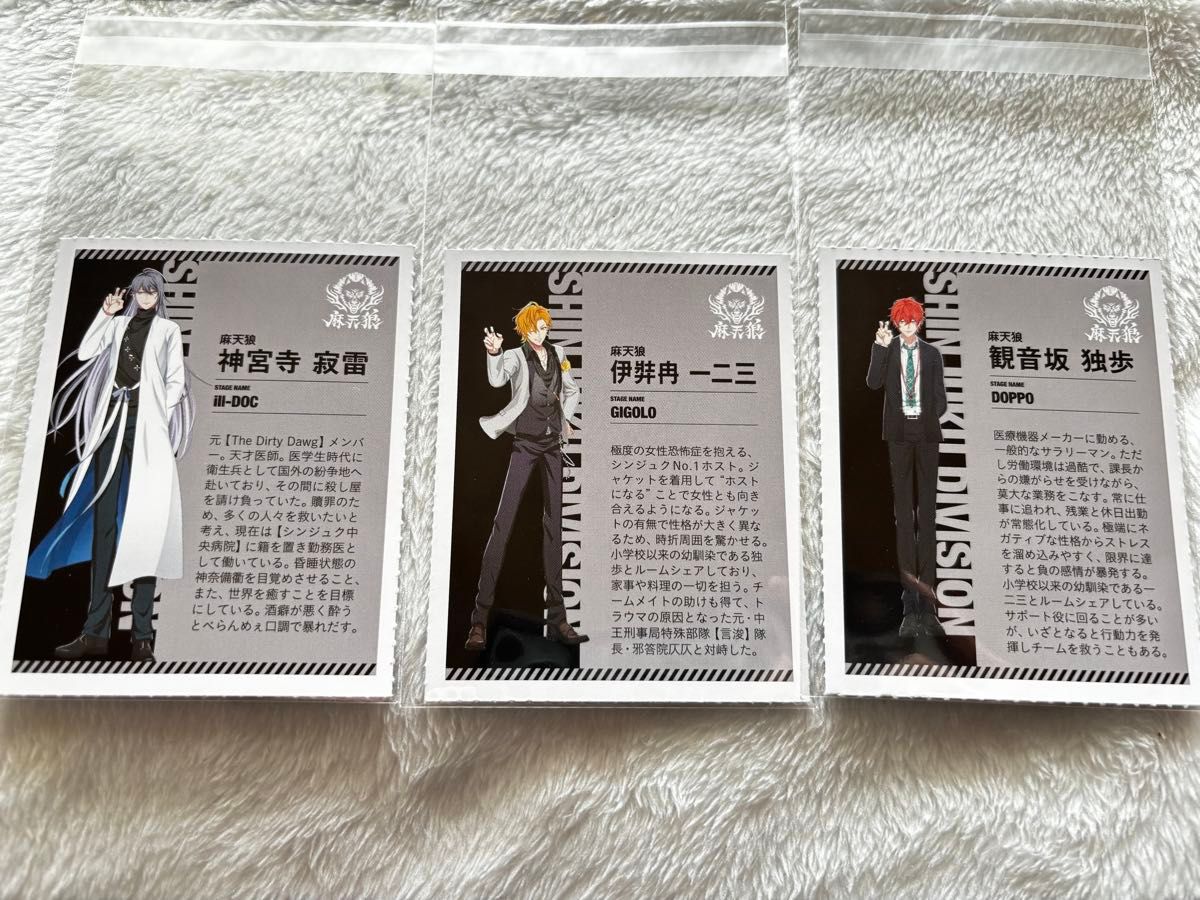 SHINJUKU DIVISION
麻天狼
麻天狼
神宮寺 寂雷
STAGE NAME
ill-DOC
元【The Dirty Dawg】メンバ
ー。天才医師。医学生時代に
衛生兵として国外の紛争地へ
赴いており、その間に殺し屋
を請け負っていた。贖罪のた
め、多くの人々を救いたいと
考え、現在は【シンジュク中
央病院】に籍を置き勤務医と
して働いている。昏睡状態の
神奈備衢を目覚めさせること、
また、世界を癒すことを目標
にしている。酒癖が悪く酔う
とべらんめぇ口調で暴れだす。
SHINJUKU DIVISION
麻天狼
麻天狼
伊弉冉 一二三
STAGE NAME
GIGOLO
極度の女性恐怖症を抱える、
シンジュクNo.1ホスト。ジ
ャケットを着用して“ホスト
になる”ことで女性とも向き
合えるようになる。ジャケッ
トの有無で性格が大きく異な
るため、時折周囲を驚かせる。
小学校以来の幼馴染である独
歩とルームシェアしており、
家事や料理の一切を担う。チ
ームメイトの助けも得て、ト
ラウマの原因となった元・中
王刑事局特殊部隊【言浚】隊
長・邪答院仄仄と対峙した。
SHINJUKU DIVISION
麻天狼
麻天狼
観音坂 独歩
STAGE NAME
DOPPO
医療機器メーカーに勤める、
一般的なサラリーマン。ただ
し労働環境は過酷で、課長か
らの嫌がらせを受けながら、
莫大な業務をこなす。常に仕
事に追われ、残業と休日出勤
が常態化している。極端にネ
ガティブな性格からストレス
を溜め込みやすく、限界に達
すると負の感情が暴発する。
小学校以来の幼馴染である一
二三とルームシェアしている。
サポート役に回ることが多い
が、いざとなると行動力を発
揮しチームを救うこともある。